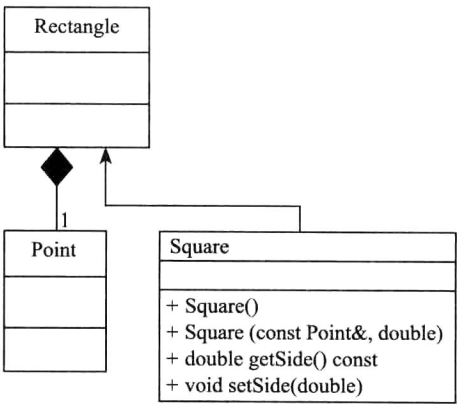 Rectangle
1
Point
Square
+ Square()
+ Square (const Point&, double)
+ double getSide() const
+ void setSide(double)